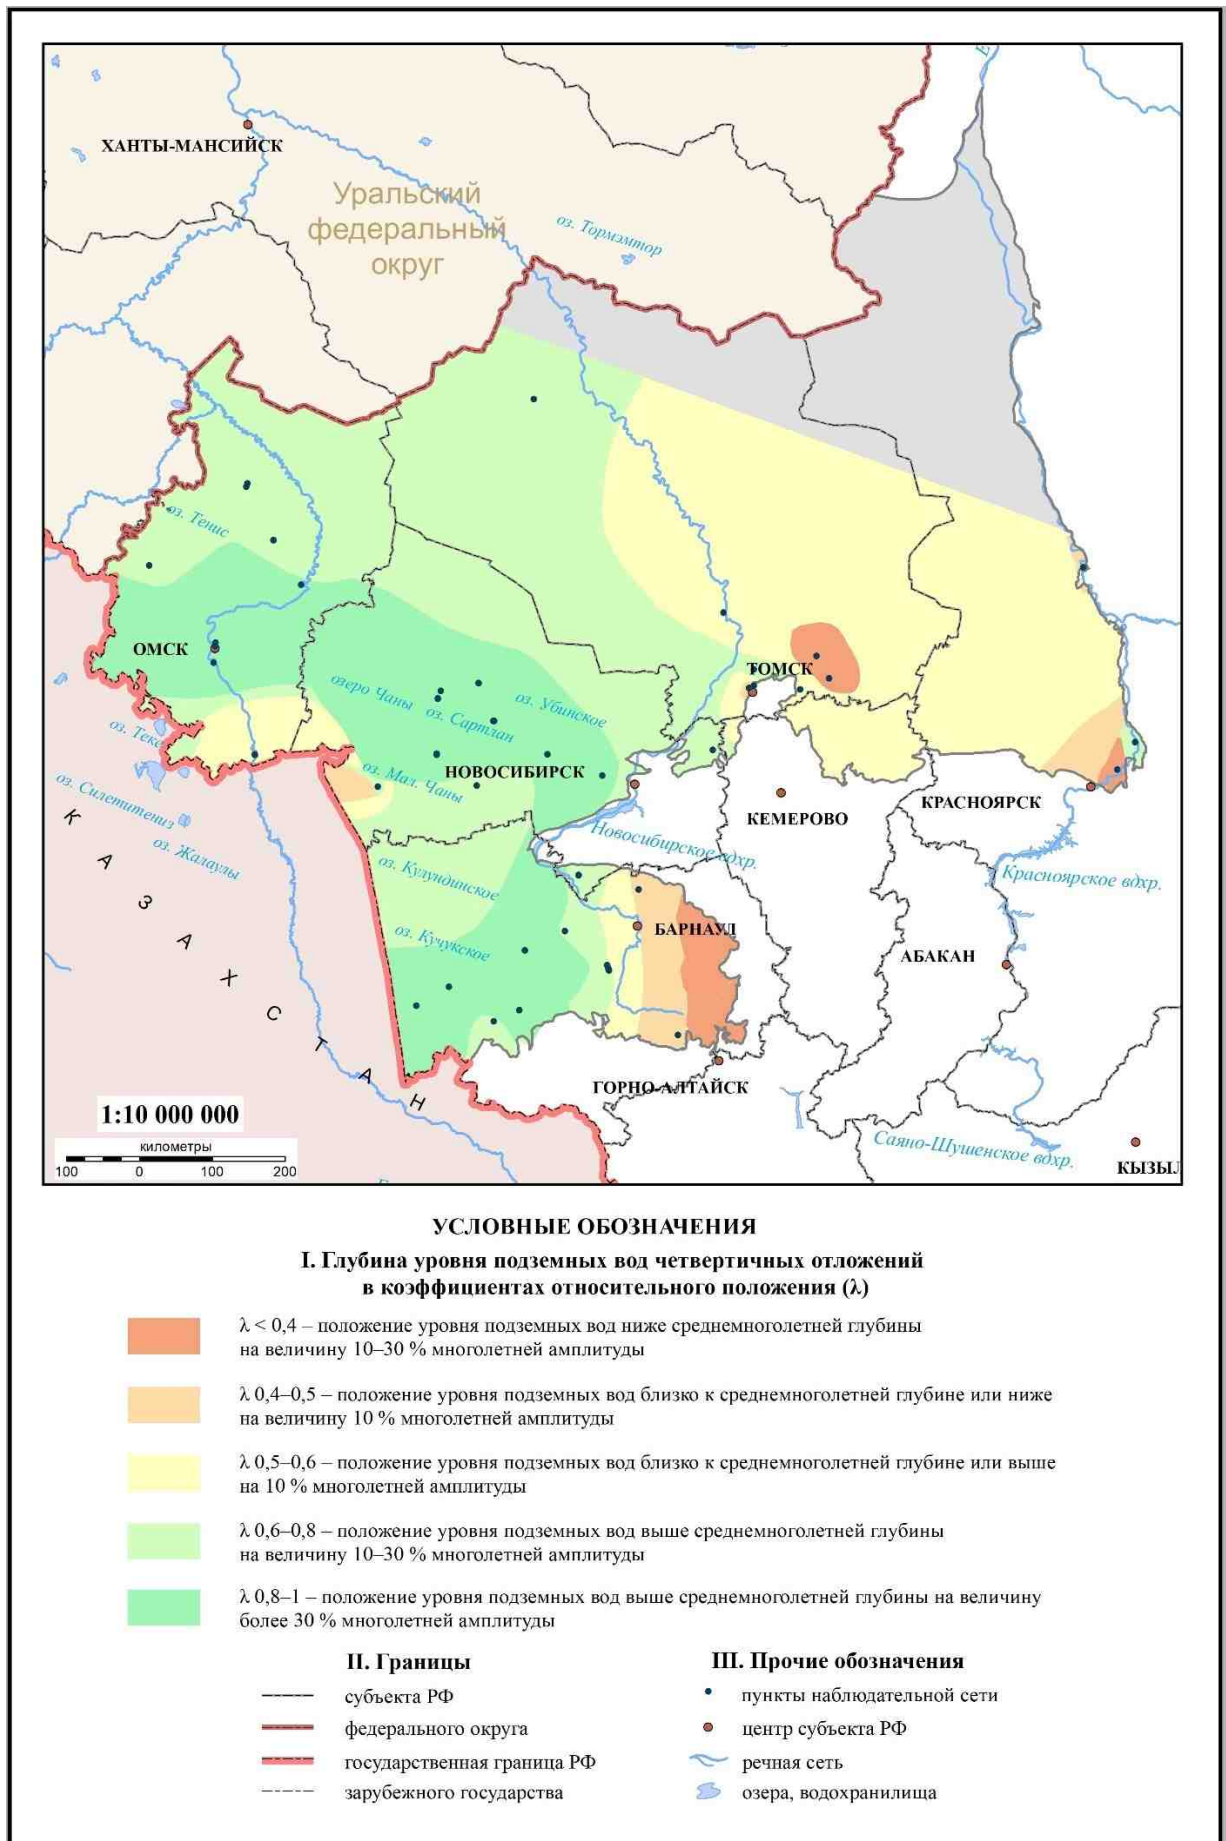 ХАНТЫ-МАНСИЙСК
Уральский
федеральный
округ
оз. Тормэмтор
оз. Тенис
ОМСК
ТОМСК
озеро Чаны
оз. Сартлан
оз. Убинское
оз. Теке
оз. Мал. Чаны
НОВОСИБИРСК
оз. Силетитениз
оз. Жалаулы
КРАСНОЯРСК
КЕМЕРОВО
Новосибирское вдхр.
Красноярское вдхр.
оз. Кулундинское
оз. Кучукское
БАРНАУЛ
АБАКАН
К А З А Х С Т А Н
ГОРНО-АЛТАЙСК
Саяно-Шушенское вдхр.
КЫЗЫЛ
1:10 000 000
километры
100 0 100 200
УСЛОВНЫЕ ОБОЗНАЧЕНИЯ
I. Глубина уровня подземных вод четвертичных отложений
в коэффициентах относительного положения (λ)
λ < 0,4 – положение уровня подземных вод ниже среднемноголетней глубины
на величину 10–30 % многолетней амплитуды
λ 0,4–0,5 – положение уровня подземных вод близко к среднемноголетней глубине или ниже
на величину 10 % многолетней амплитуды
λ 0,5–0,6 – положение уровня подземных вод близко к среднемноголетней глубине или выше
на 10 % многолетней амплитуды
λ 0,6–0,8 – положение уровня подземных вод выше среднемноголетней глубины
на величину 10–30 % многолетней амплитуды
λ 0,8–1 – положение уровня подземных вод выше среднемноголетней глубины на величину
более 30 % многолетней амплитуды
II. Границы
субъекта РФ
федерального округа
государственная граница РФ
зарубежного государства
III. Прочие обозначения
пункты наблюдательной сети
центр субъекта РФ
речная сеть
озера, водохранилища